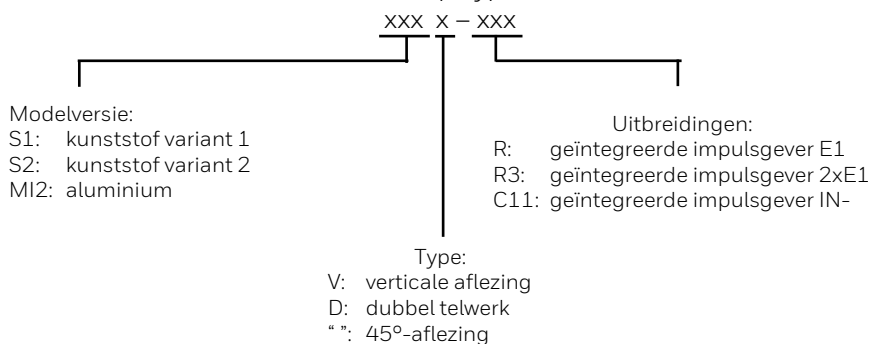 xxx x – xxx
Modelversie:
S1: kunststof variant 1
S2: kunststof variant 2
MI2: aluminium
Uitbreidingen:
R: geïntegreerde impulsgever E1
R3: geïntegreerde impulsgever 2xE1
C11: geïntegreerde impulsgever IN-
Type:
V: verticale aflezing
D: dubbel telwerk
“ ”: 45°-aflezing